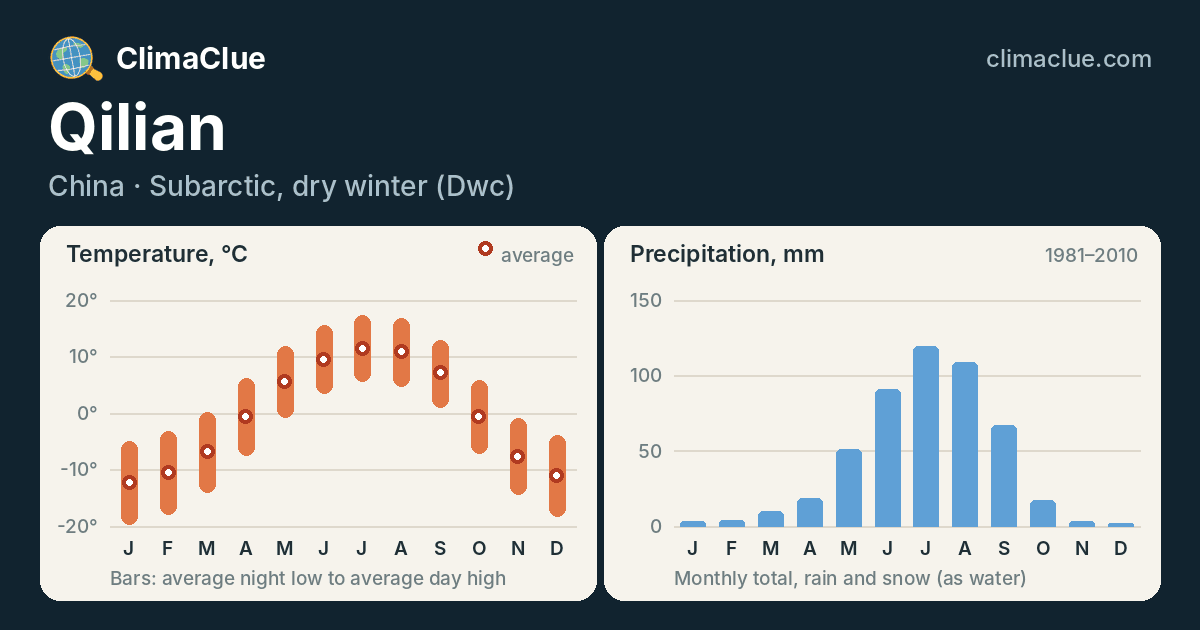 ClimaClue
climaclue.com
Qilian
China · Subarctic, dry winter (Dwc)
Temperature, °C
average
20°
10°
0°
-10°
-20°
J F M A M J J A S O N D
Bars: average night low to average day high
Precipitation, mm
1981–2010
150
100
50
0
J F M A M J J A S O N D
Monthly total, rain and snow (as water)